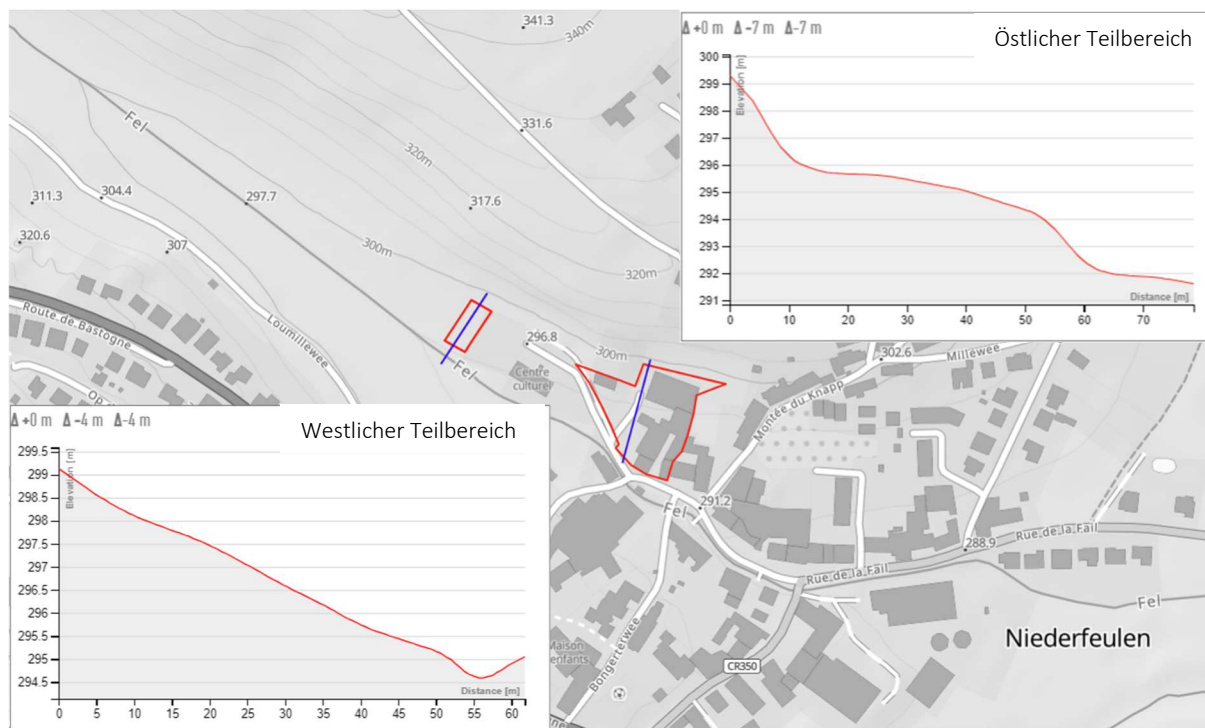 341.3
340m
Fel
331.6
320m
311.3
304.4
297.7
317.6
320.6
307
300m
320m
Route de Bastogne
Loumillewee
296.8
300m
Fel
Centre
culturel
302.6
Millewee
Montée du Knapp
291.2
Fel
288.9
Rue de la Fail
Rue de la Fail
Fel
Niederfeulen
CR350
Bongerterwee
Δ +0 m Δ -7 m Δ-7 m
Östlicher Teilbereich
Elevation [m]
300
299
298
297
296
295
294
293
292
291
Distance [m]
0 10 20 30 40 50 60 70
Δ +0 m Δ -4 m Δ-4 m
Westlicher Teilbereich
Elevation [m]
299.5
299
298.5
298
297.5
297
296.5
296
295.5
295
294.5
Distance [m]
0 5 10 15 20 25 30 35 40 45 50 55 60